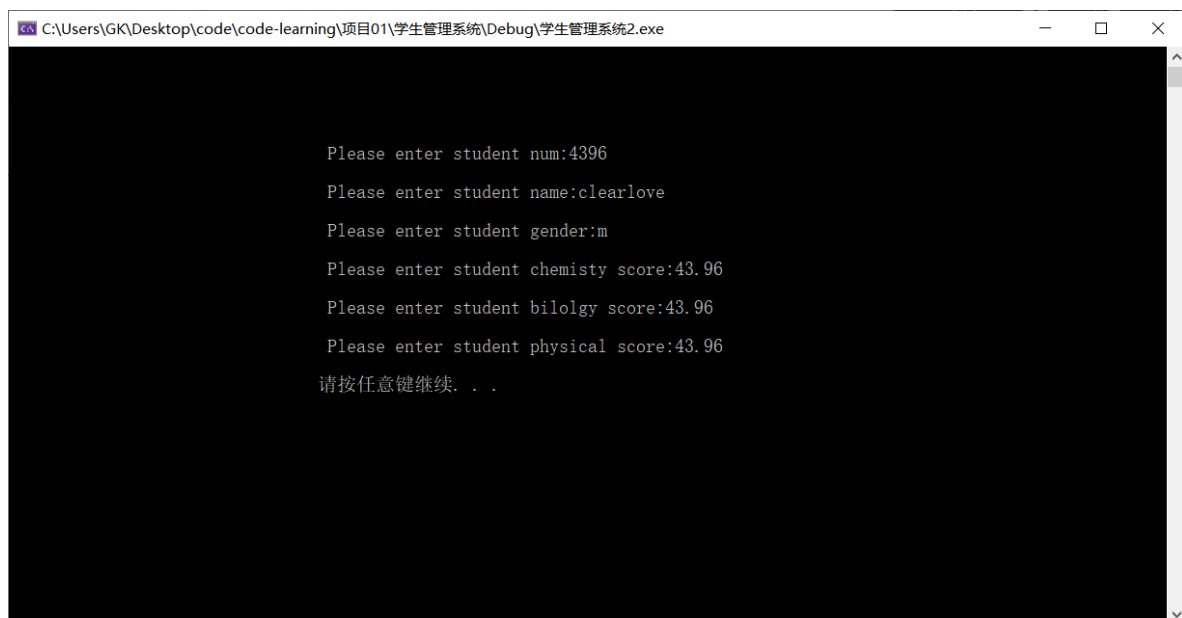 C:\Users\GK\Desktop\code\code-learning\项目01\学生管理系统\Debug\学生管理系统2.exe
Please enter student num:4396
Please enter student name:clearlove
Please enter student gender:m
Please enter student chemisty score:43.96
Please enter student bilolgy score:43.96
Please enter student physical score:43.96
请按任意键继续. . .